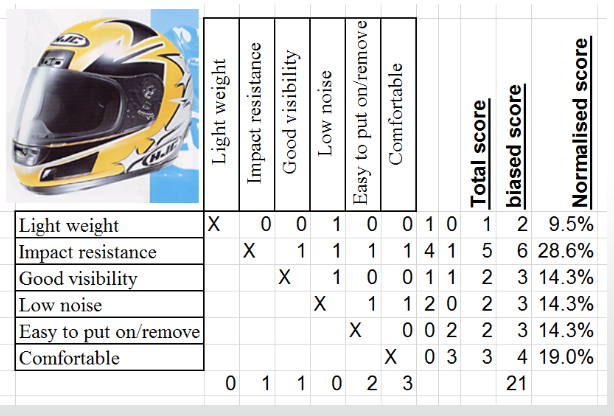 HJC
HJC
Light weight
Impact resistance
Good visibility
Low noise
Easy to put on/remove
Comfortable
Total score
biased score
Normalised score
Light weight X 0 0 1 0 0 1 0 1 2 9.5%
Impact resistance X 1 1 1 1 4 1 5 6 28.6%
Good visibility X 1 0 0 1 1 2 3 14.3%
Low noise X 1 1 2 0 2 3 14.3%
Easy to put on/remove X 0 0 2 2 3 14.3%
Comfortable X 0 3 3 4 19.0%
0 1 1 0 2 3 21